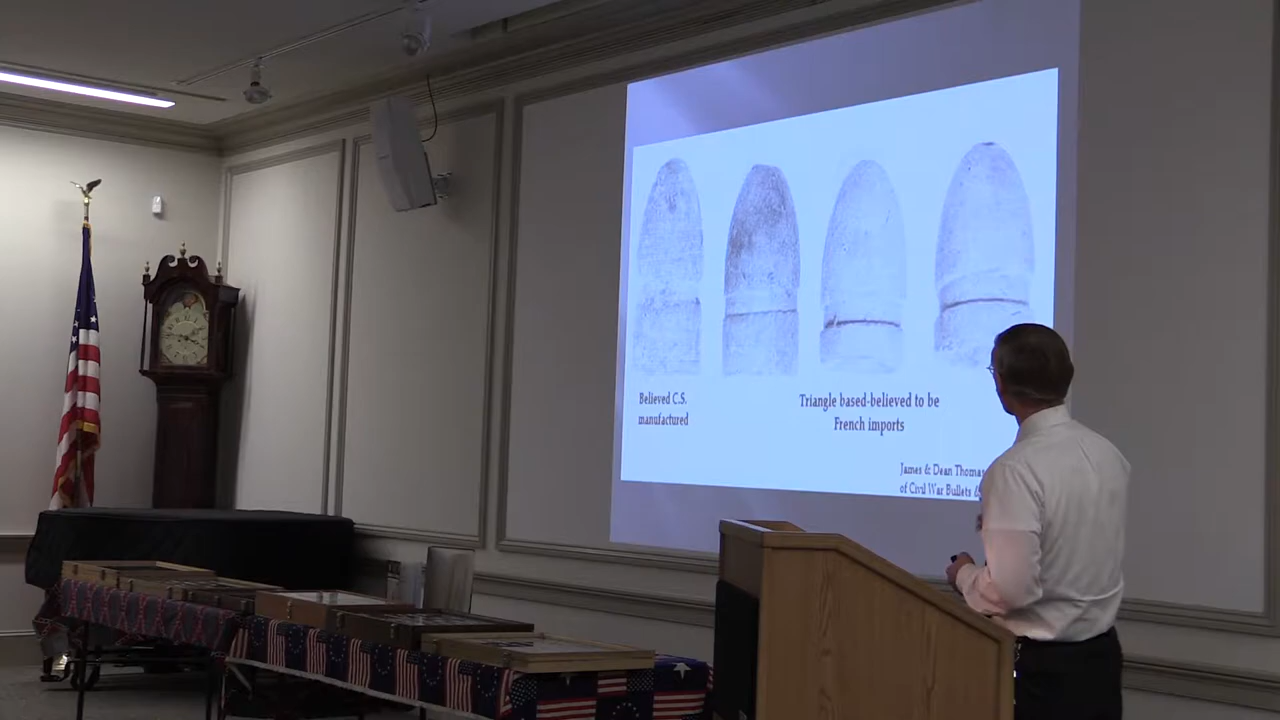 Believed C.S.
manufactured
Triangle based-believed to be
French imports
James & Dean Thomas
of Civil War Bullets &